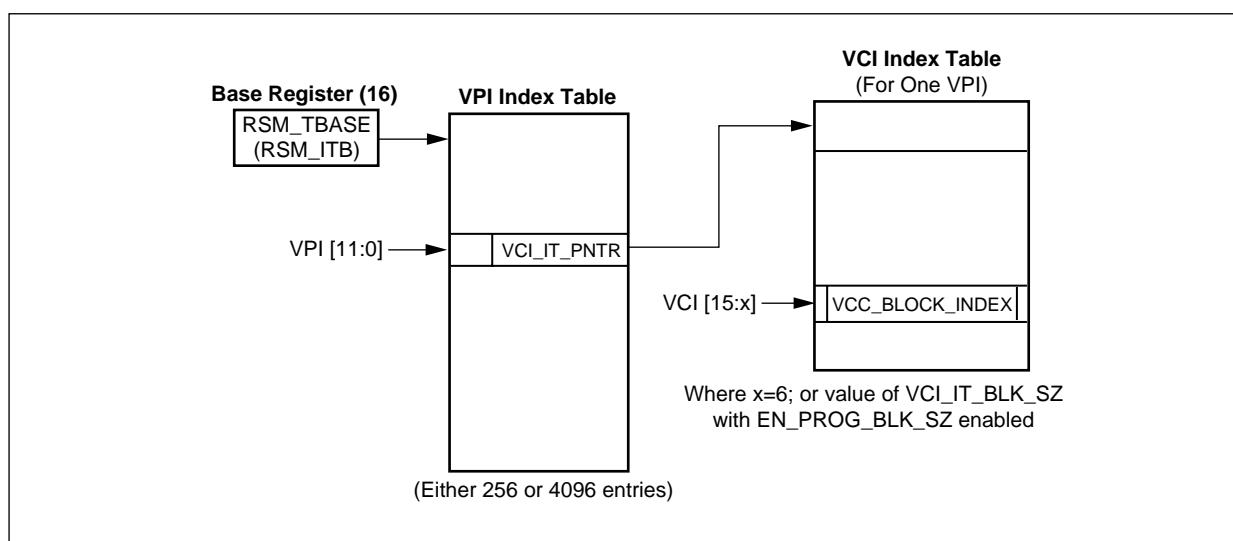 Base Register (16)
RSM_TBASE
(RSM_ITB)
VPI Index Table
VCI Index Table
(For One VPI)
VPI [11:0]
VCI_IT_PNTR
VCI [15:x]
VCC_BLOCK_INDEX
Where x=6; or value of VCI_IT_BLK_SZ
with EN_PROG_BLK_SZ enabled
(Either 256 or 4096 entries)